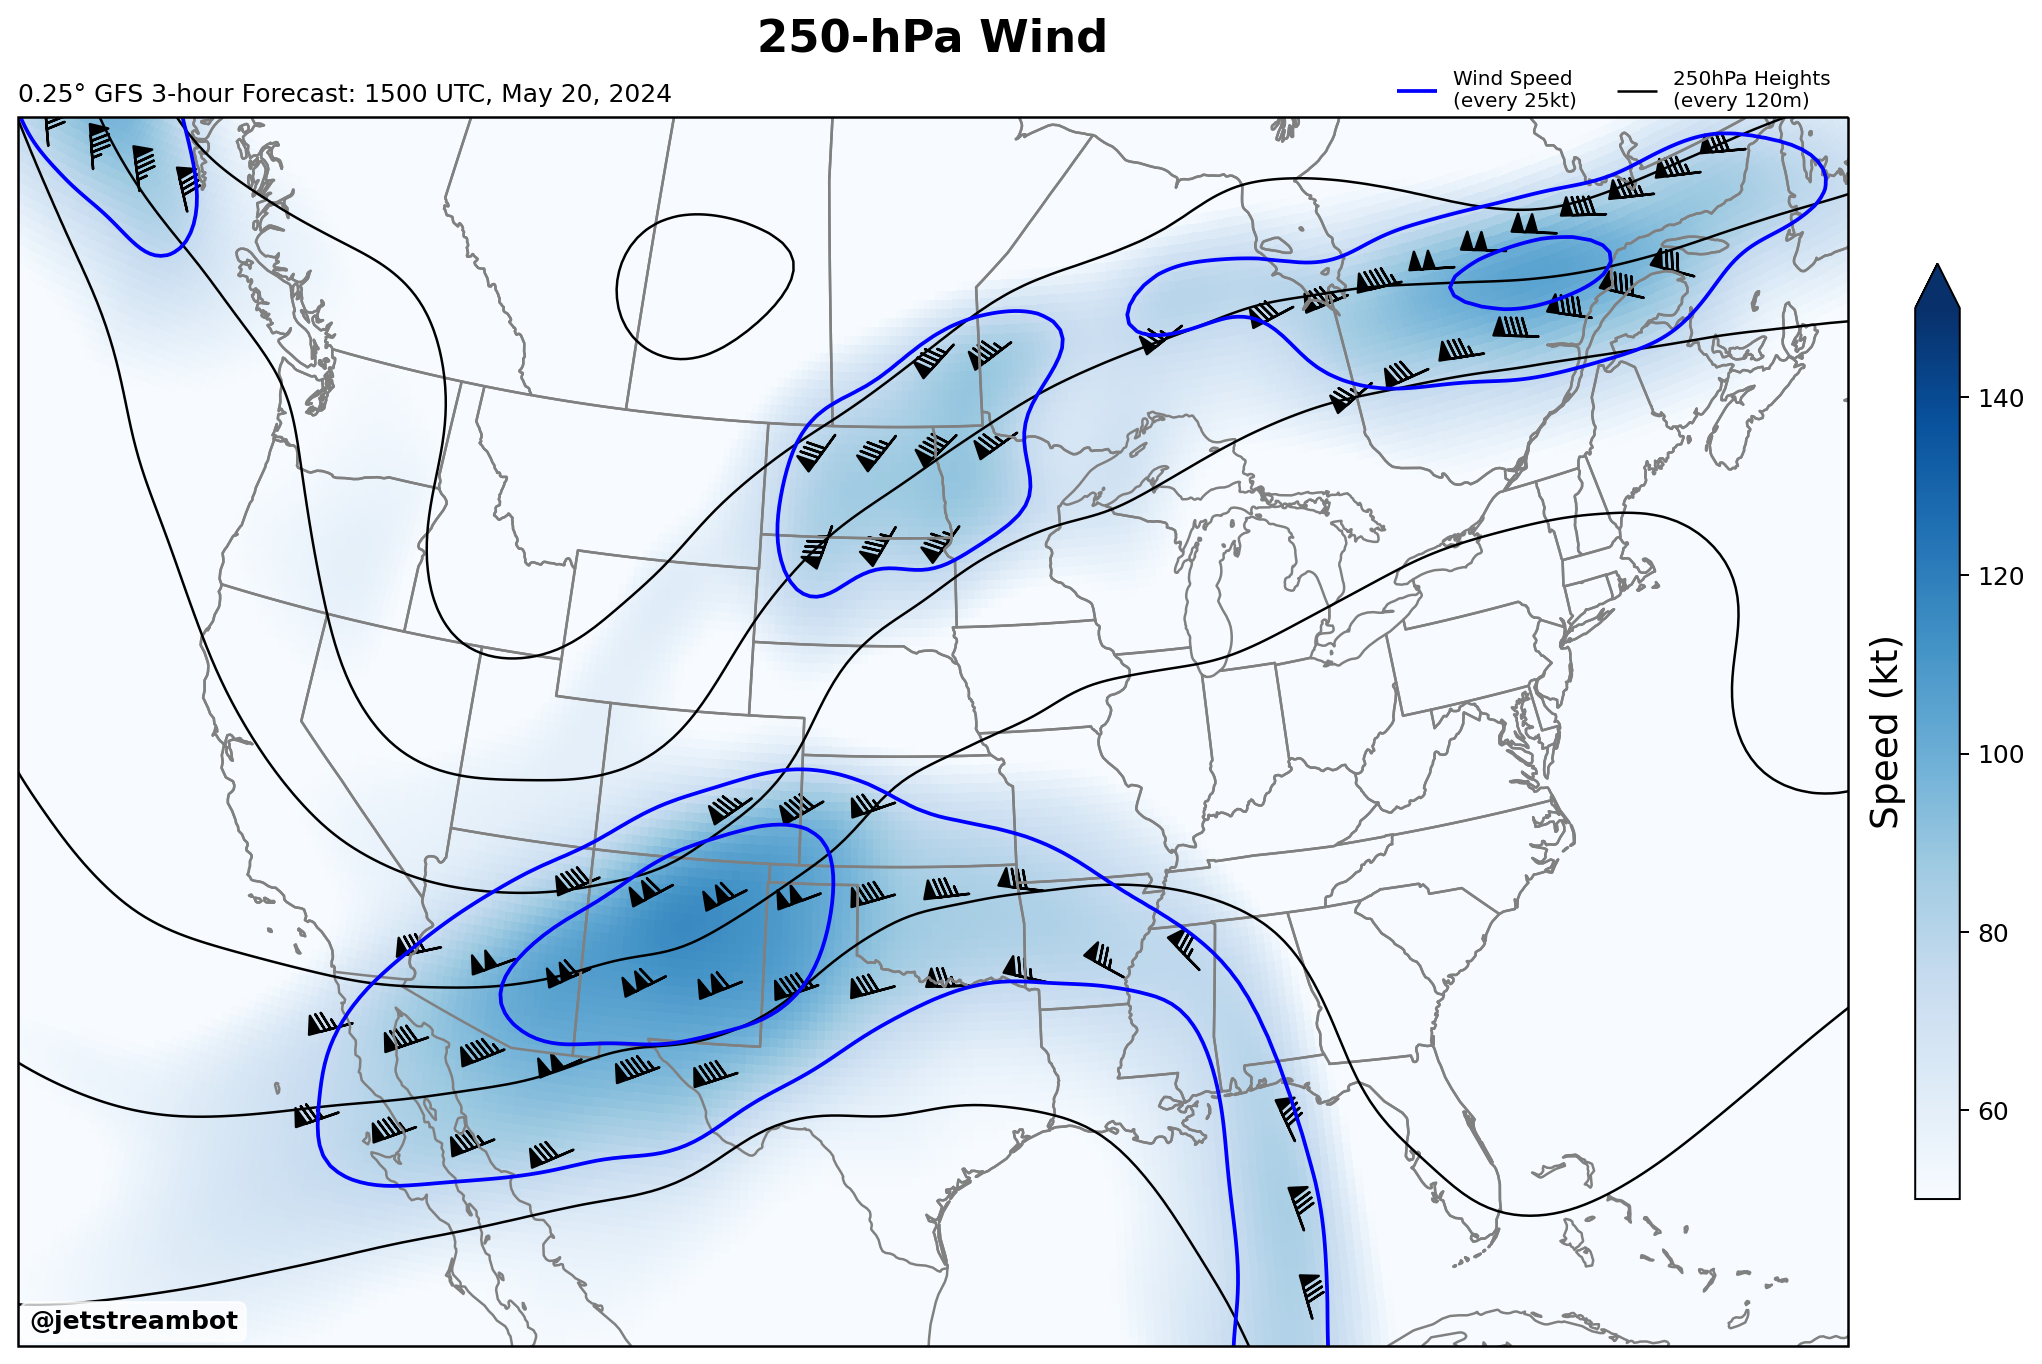 250-hPa Wind
0.25° GFS 3-hour Forecast: 1500 UTC, May 20, 2024
Wind Speed
(every 25kt)
250hPa Heights
(every 120m)
140
120
100
80
60
Speed (kt)
@jetstreambot